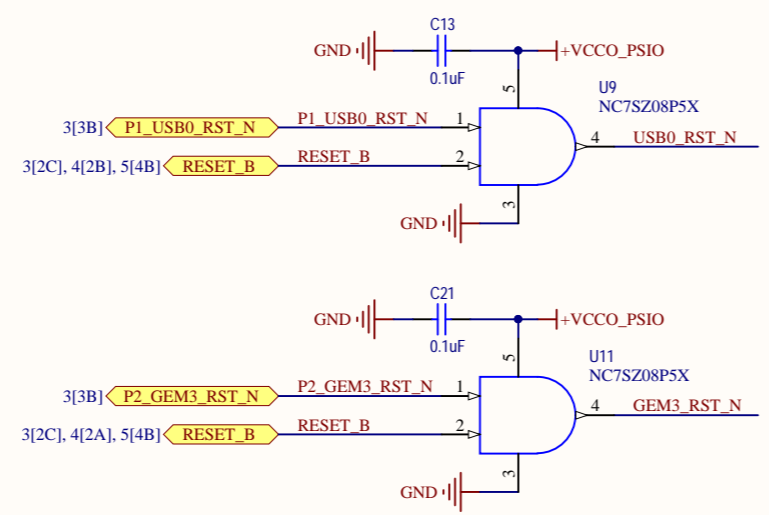 C13
GND
+VCCO_PSIO
0.1uF
5
U9
NC7SZ08P5X
3[3B] P1_USB0_RST_N P1_USB0_RST_N 1
4 USB0_RST_N
3[2C], 4[2B], 5[4B] RESET_B RESET_B 2
3
GND
C21
GND
+VCCO_PSIO
0.1uF
5
U11
NC7SZ08P5X
3[3B] P2_GEM3_RST_N P2_GEM3_RST_N 1
4 GEM3_RST_N
3[2C], 4[2A], 5[4B] RESET_B RESET_B 2
3
GND